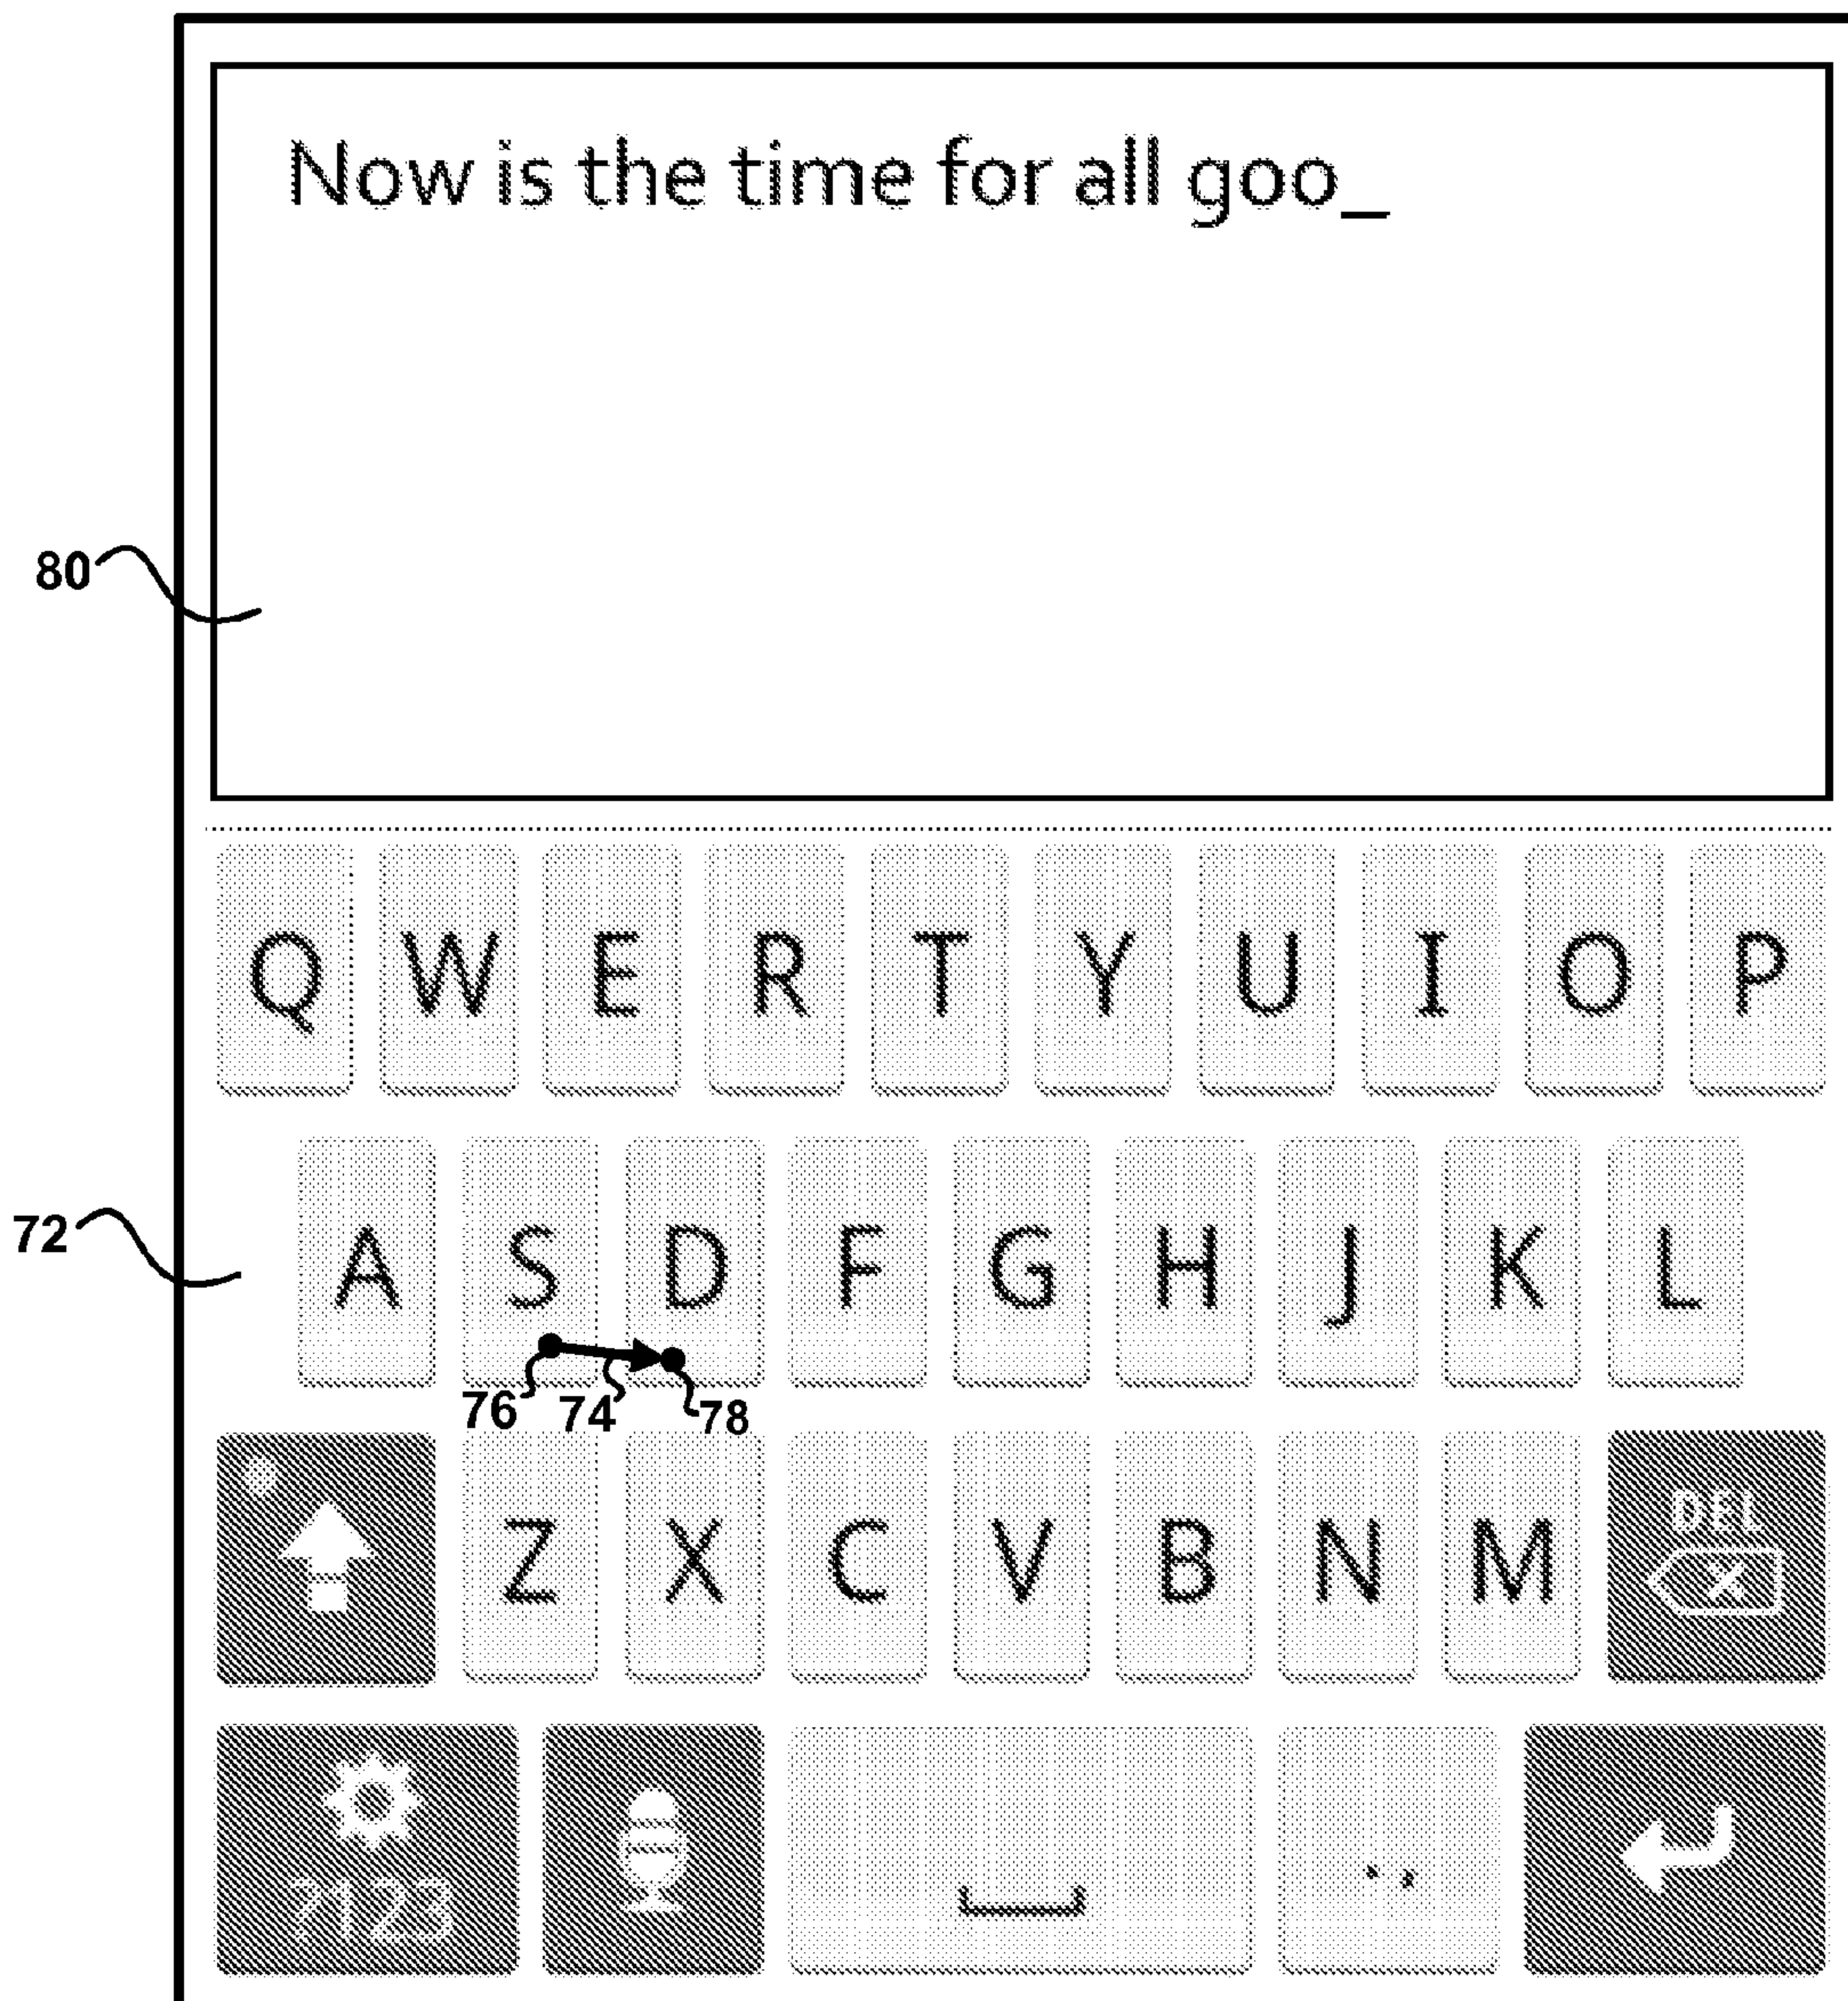 Now is the time for all goo_
80
Q W E R T Y U I O P
72
A S D F G H J K L
76 74 78
Z X C V B N M DEL
?123
. ,